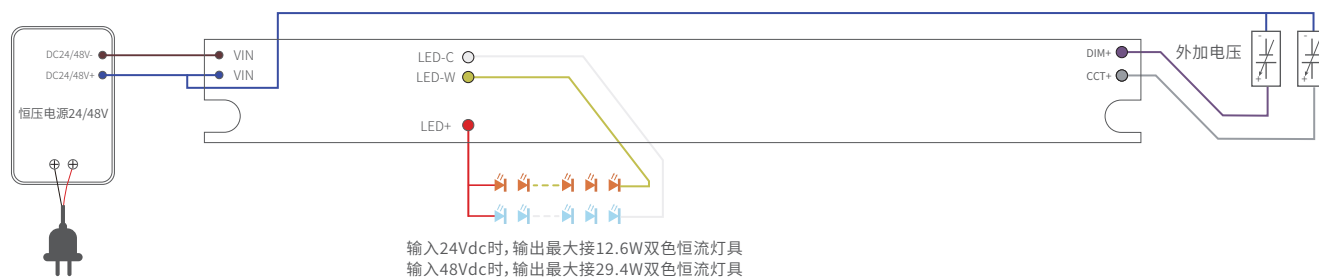 DC24/48V-
DC24/48V+
恒压电源24/48V
VIN
VIN
LED-C
LED-W
LED+
DIM+
CCT+
外加电压
-
+
-
+
输入24Vdc时,输出最大接12.6W双色恒流灯具
输入48Vdc时,输出最大接29.4W双色恒流灯具